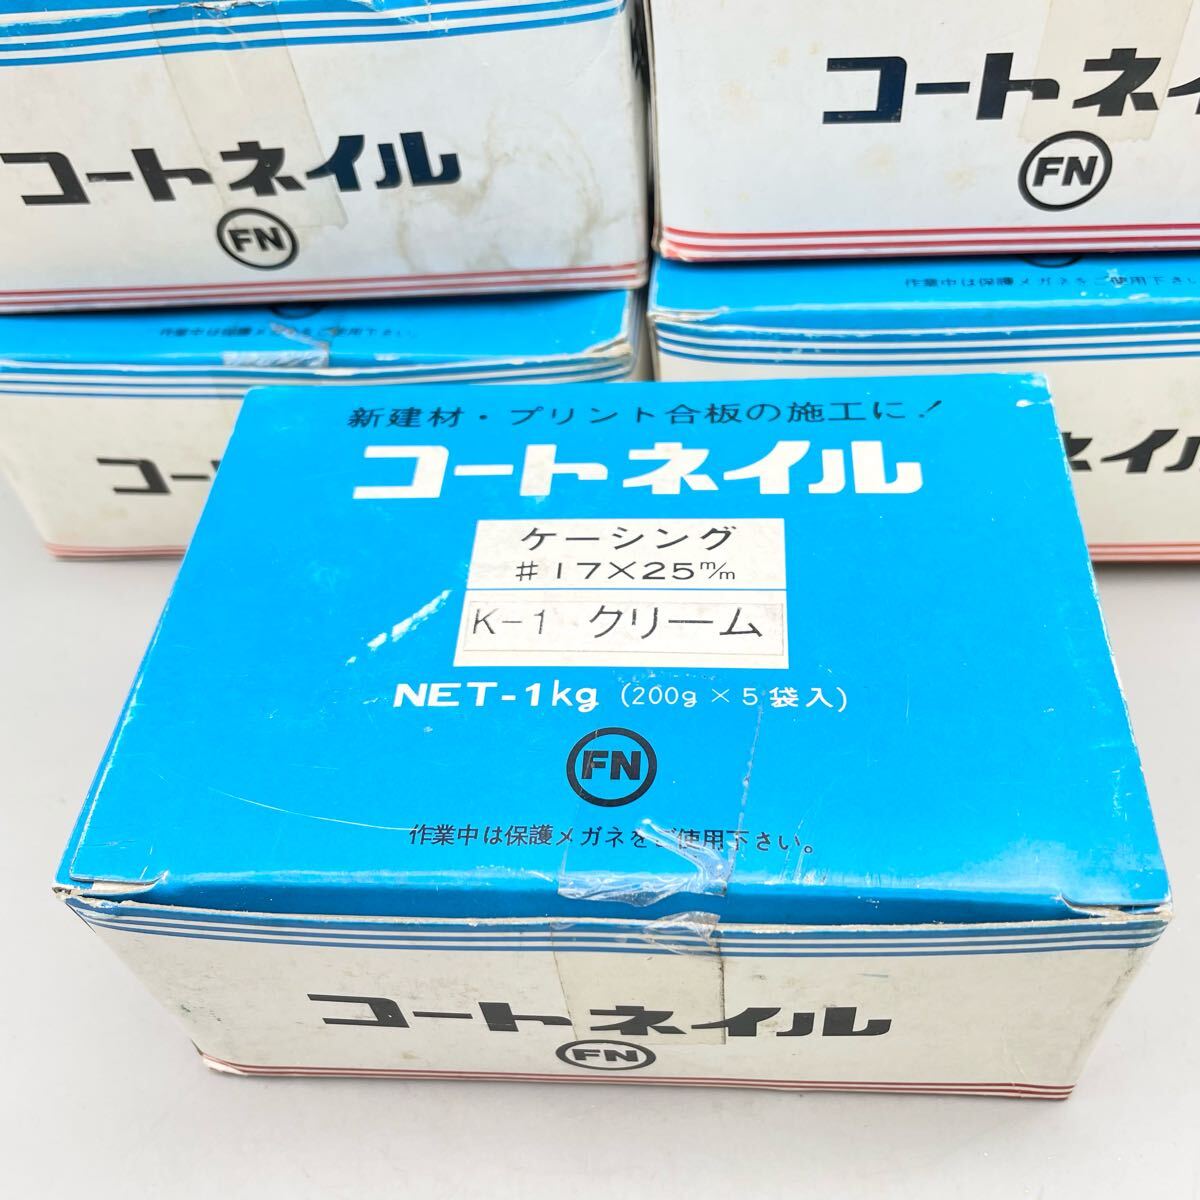 コートネイル
FN
コートネイ
FN
作業中は保護メガネをご使用下さい。
作業中は保護メガネをご使用下さい
新建材・プリント合板の施工に!
コートネイル
ケーシング
#17×25m/m
K-1 クリーム
NET-1kg (200g×5袋入)
FN
作業中は保護メガネをご使用下さい。
コートネイル
FN